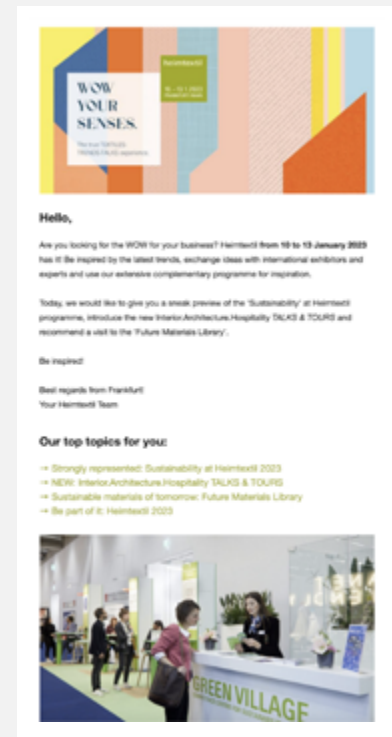 heimtextil
10. – 13.1.2023
WOW
YOUR
SENSES.
Hello,
Are you looking for the WOW for your business? Heimtextil from 10 to 13 January 2023
has it! Be inspired by the latest trends, exchange ideas with international exhibitors and
experts and use our extensive complementary programme for inspiration.
Today, we would like to give you a sneak preview of the 'Sustainability' at Heimtextil
programme, introduce the new Interior.Architecture.Hospitality TALKS & TOURS and
recommend a visit to the 'Future Materials Library'.
Be inspired!
Best regards from Frankfurt!
Your Heimtextil Team
Our top topics for you:
→ Strongly represented: Sustainability at Heimtextil 2023
→ NEW: Interior.Architecture.Hospitality TALKS & TOURS
→ Sustainable materials of tomorrow: Future Materials Library
→ Be part of it: Heimtextil 2023
GREEN VILLAGE